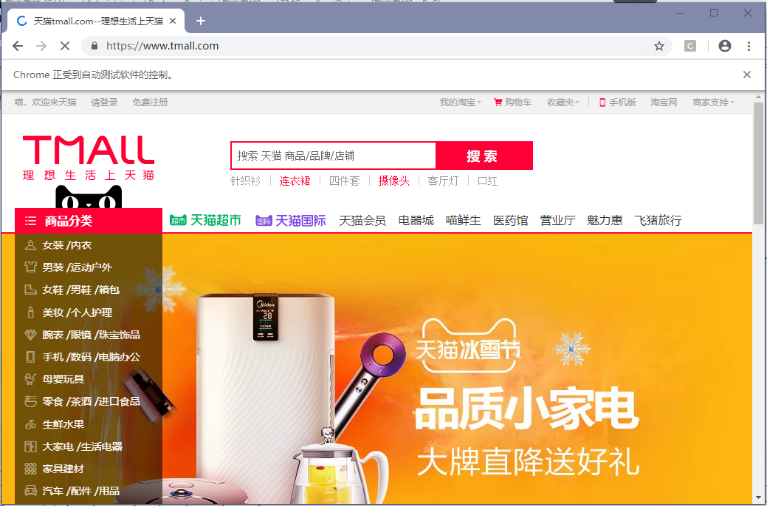 天猫tmall.com--理想生活上天猫
https://www.tmall.com
Chrome 正受到自动测试软件的控制。
喵，欢迎来天猫 请登录 免费注册 我的淘宝 购物车 收藏夹 手机版 淘宝网 商家支持
TMALL
理想生活上天猫
搜索 天猫 商品/品牌/店铺 搜索
针织衫 连衣裙 四件套 摄像头 客厅灯 口红
商品分类 天猫超市 天猫国际 天猫会员 电器城 喵鲜生 医药馆 营业厅 魅力惠 飞猪旅行
女装 /内衣
男装 /运动户外
女鞋 /男鞋 /箱包
美妆 /个人护理
腕表 /眼镜 /珠宝饰品
手机 /数码 /电脑办公
母婴玩具
零食 /茶酒 /进口食品
生鲜水果
大家电 /生活电器
家具建材
汽车 /配件 /用品
Midea
28
天猫冰雪节
品质小家电
大牌直降送好礼